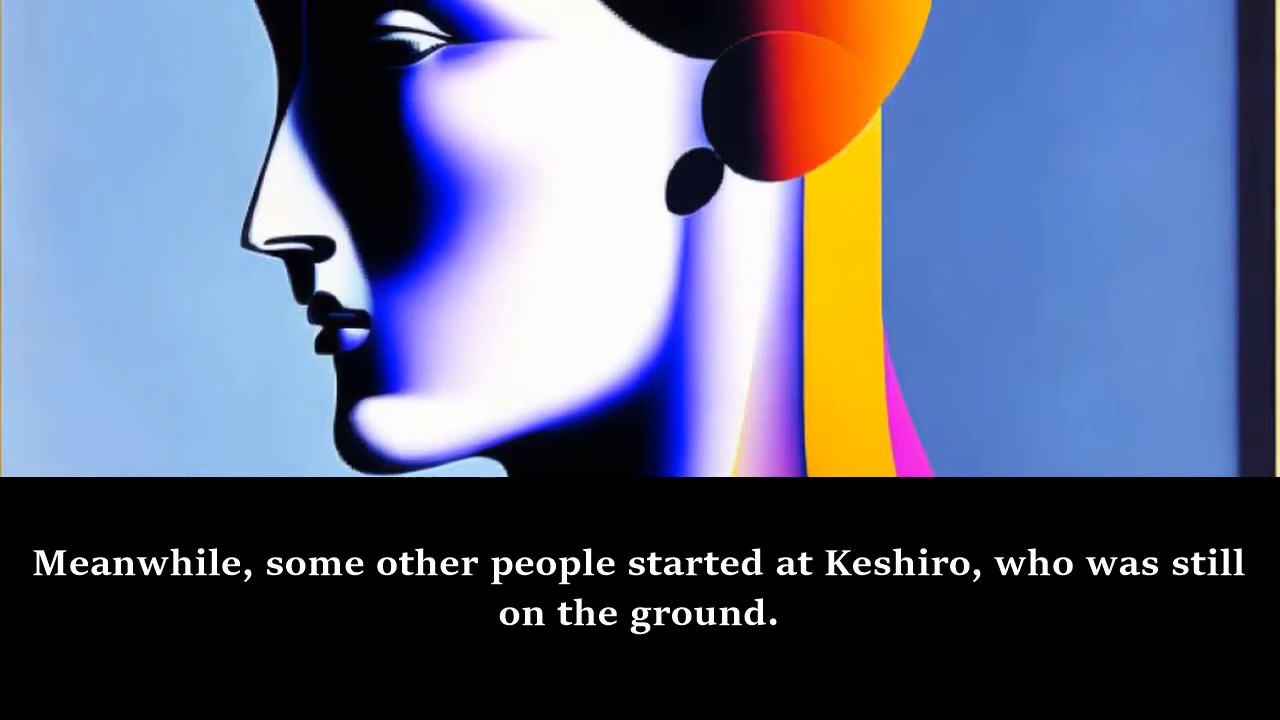 Meanwhile, some other people started at Keshiro, who was still
on the ground.